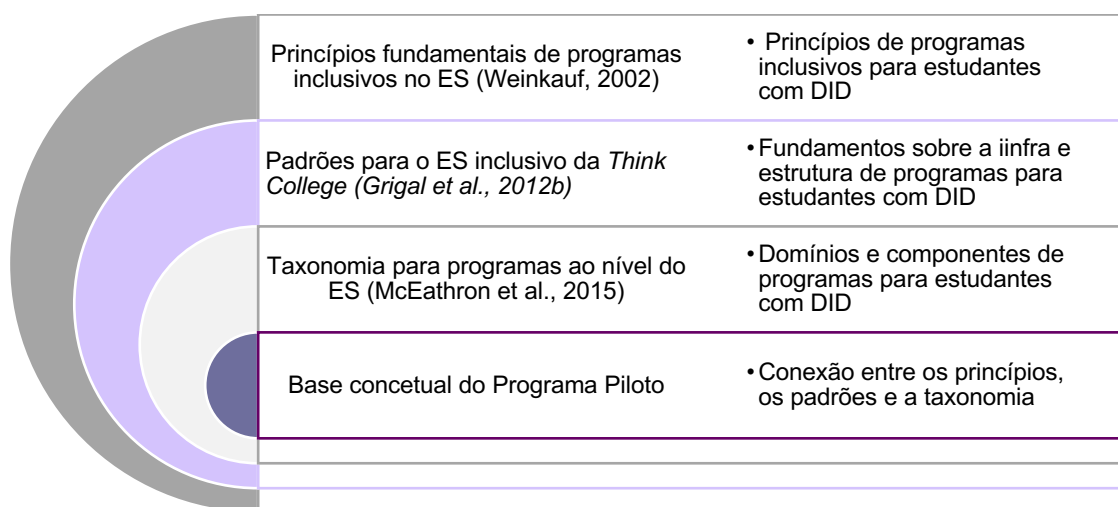 Princípios fundamentais de programas
inclusivos no ES (Weinkauf, 2002)
• Princípios de programas
inclusivos para estudantes
com DID
Padrões para o ES inclusivo da Think
College (Grigal et al., 2012b)
• Fundamentos sobre a iinfra e
estrutura de programas para
estudantes com DID
Taxonomia para programas ao nível do
ES (McEathron et al., 2015)
• Domínios e componentes de
programas para estudantes
com DID
Base concetual do Programa Piloto
• Conexão entre os princípios,
os padrões e a taxonomia